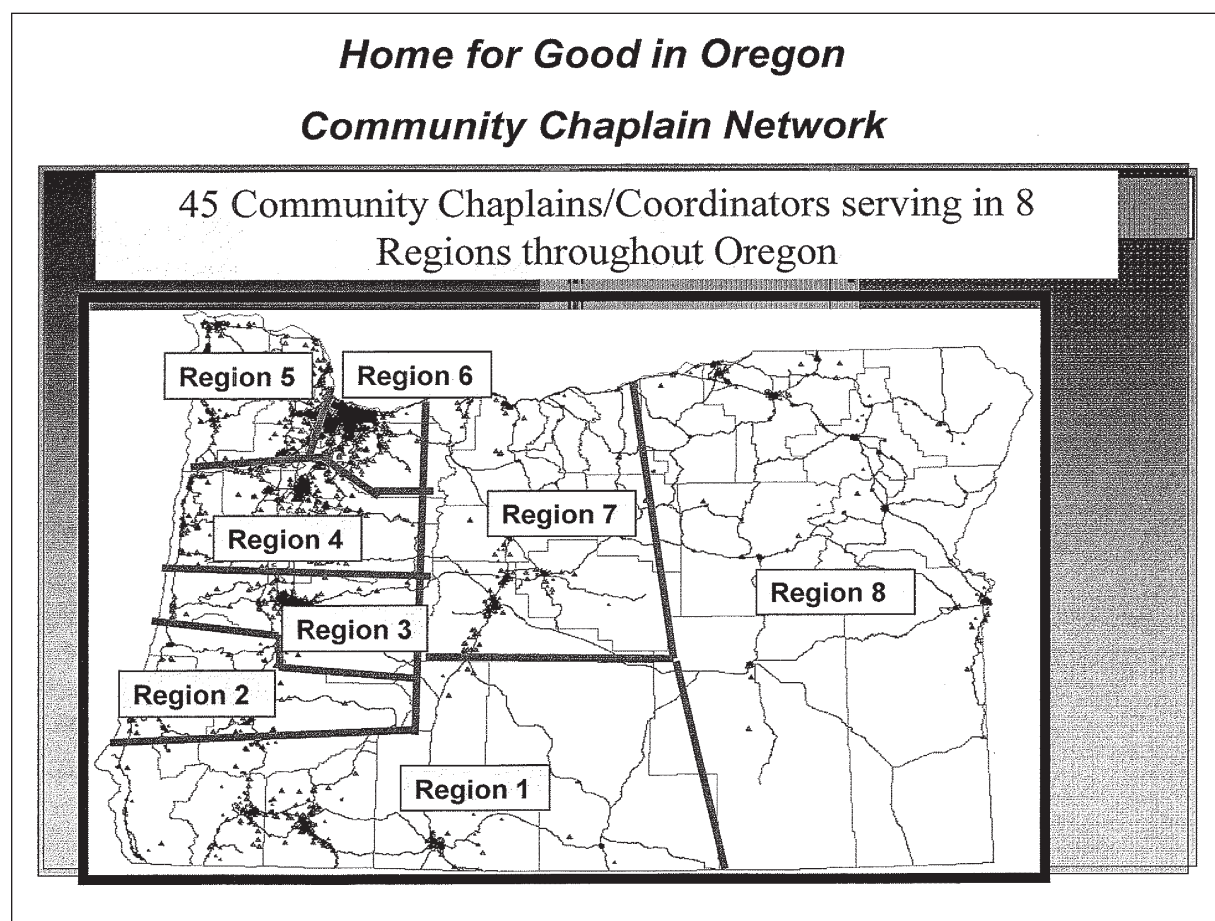 Home for Good in Oregon
Community Chaplain Network
45 Community Chaplains/Coordinators serving in 8
Regions throughout Oregon
Region 5
Region 6
Region 7
Region 4
Region 8
Region 3
Region 2
Region 1